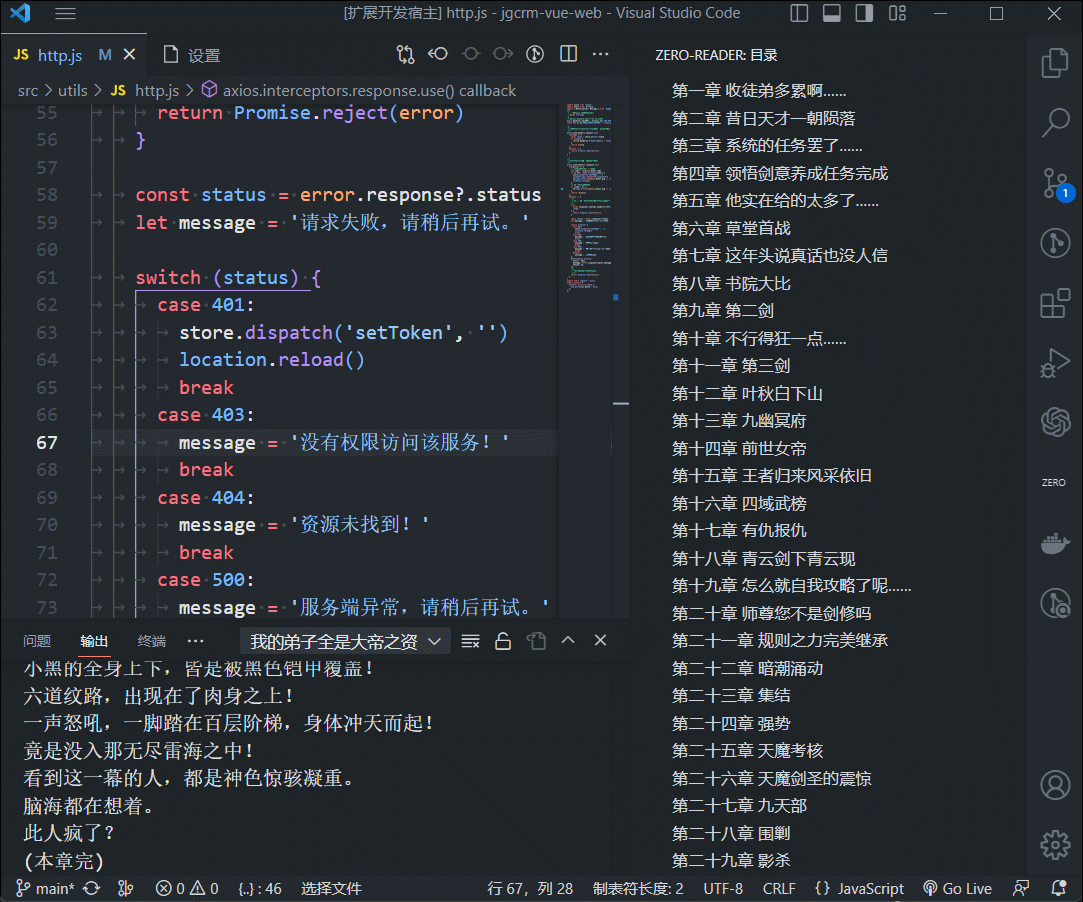 [扩展开发宿主] http.js - jgcrm-vue-web - Visual Studio Code
JS http.js M
设置
src > utils > JS http.js > axios.interceptors.response.use() callback
55 return Promise.reject(error)
56 }
57
58 const status = error.response?.status
59 let message = '请求失败，请稍后再试。'
60
61 switch (status) {
62 case 401:
63 store.dispatch('setToken', '')
64 location.reload()
65 break
66 case 403:
67 message = '没有权限访问该服务！'
68 break
69 case 404:
70 message = '资源未找到！'
71 break
72 case 500:
73 message = '服务端异常，请稍后再试。'
问题 输出 终端 ··· 我的弟子全是大帝之资
小黑的全身上下，皆是被黑色铠甲覆盖！
六道纹路，出现在了肉身之上！
一声怒吼，一脚踏在百层阶梯，身体冲天而起！
竟是没入那无尽雷海之中！
看到这一幕的人，都是神色惊骇凝重。
脑海都在想着。
此人疯了？
(本章完)
ZERO-READER: 目录
第一章 收徒弟多累啊......
第二章 昔日天才一朝陨落
第三章 系统的任务罢了......
第四章 领悟剑意养成任务完成
第五章 他实在给的太多了......
第六章 草堂首战
第七章 这年头说真话也没人信
第八章 书院大比
第九章 第二剑
第十章 不行得狂一点......
第十一章 第三剑
第十二章 叶秋白下山
第十三章 九幽冥府
第十四章 前世女帝
第十五章 王者归来风采依旧
第十六章 四域武榜
第十七章 有仇报仇
第十八章 青云剑下青云现
第十九章 怎么就自我攻略了呢......
第二十章 师尊您不是剑修吗
第二十一章 规则之力完美继承
第二十二章 暗潮涌动
第二十三章 集结
第二十四章 强势
第二十五章 天魔考核
第二十六章 天魔剑圣的震惊
第二十七章 九天部
第二十八章 围剿
第二十九章 影杀
1
ZERO
main* 0 0 {..} : 46 选择文件 行 67，列 28 制表符长度: 2 UTF-8 CRLF {} JavaScript Go Live